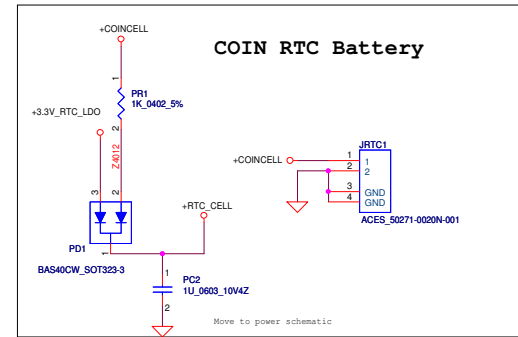 +COINCELL
COIN RTC Battery
1
PR1
1K_0402_5%
+3.3V_RTC_LDO
2
Z4012
JRTC1
+COINCELL
1
1
2
2
3
GND
4
GND
ACES_50271-0020N-001
3
2
+RTC_CELL
PD1
1
BAS40CW_SOT323-3
1
PC2
1U_0603_10V4Z
2
Move to power schematic